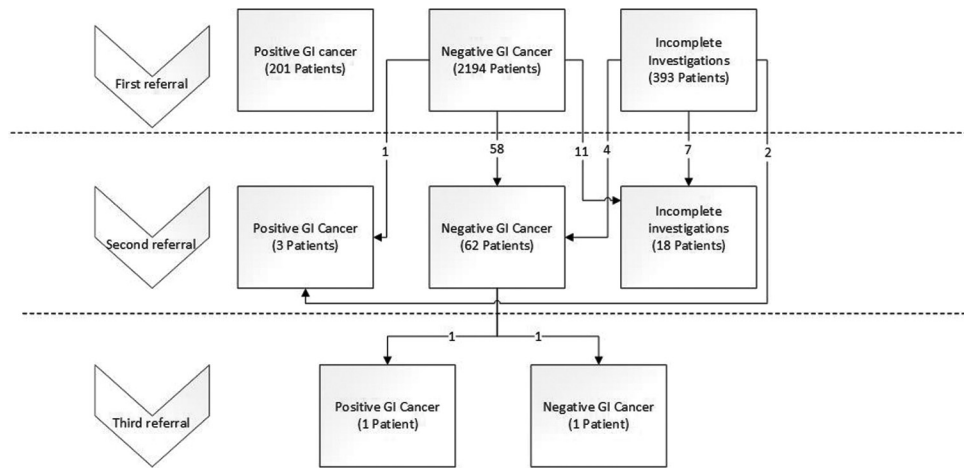 First referral
Positive GI cancer
(201 Patients)
Negative GI Cancer
(2194 Patients)
Incomplete
Investigations
(393 Patients)
1
58
11
4
7
2
Second referral
Positive GI Cancer
(3 Patients)
Negative GI Cancer
(62 Patients)
Incomplete
investigations
(18 Patients)
1
1
Third referral
Positive GI Cancer
(1 Patient)
Negative GI Cancer
(1 Patient)